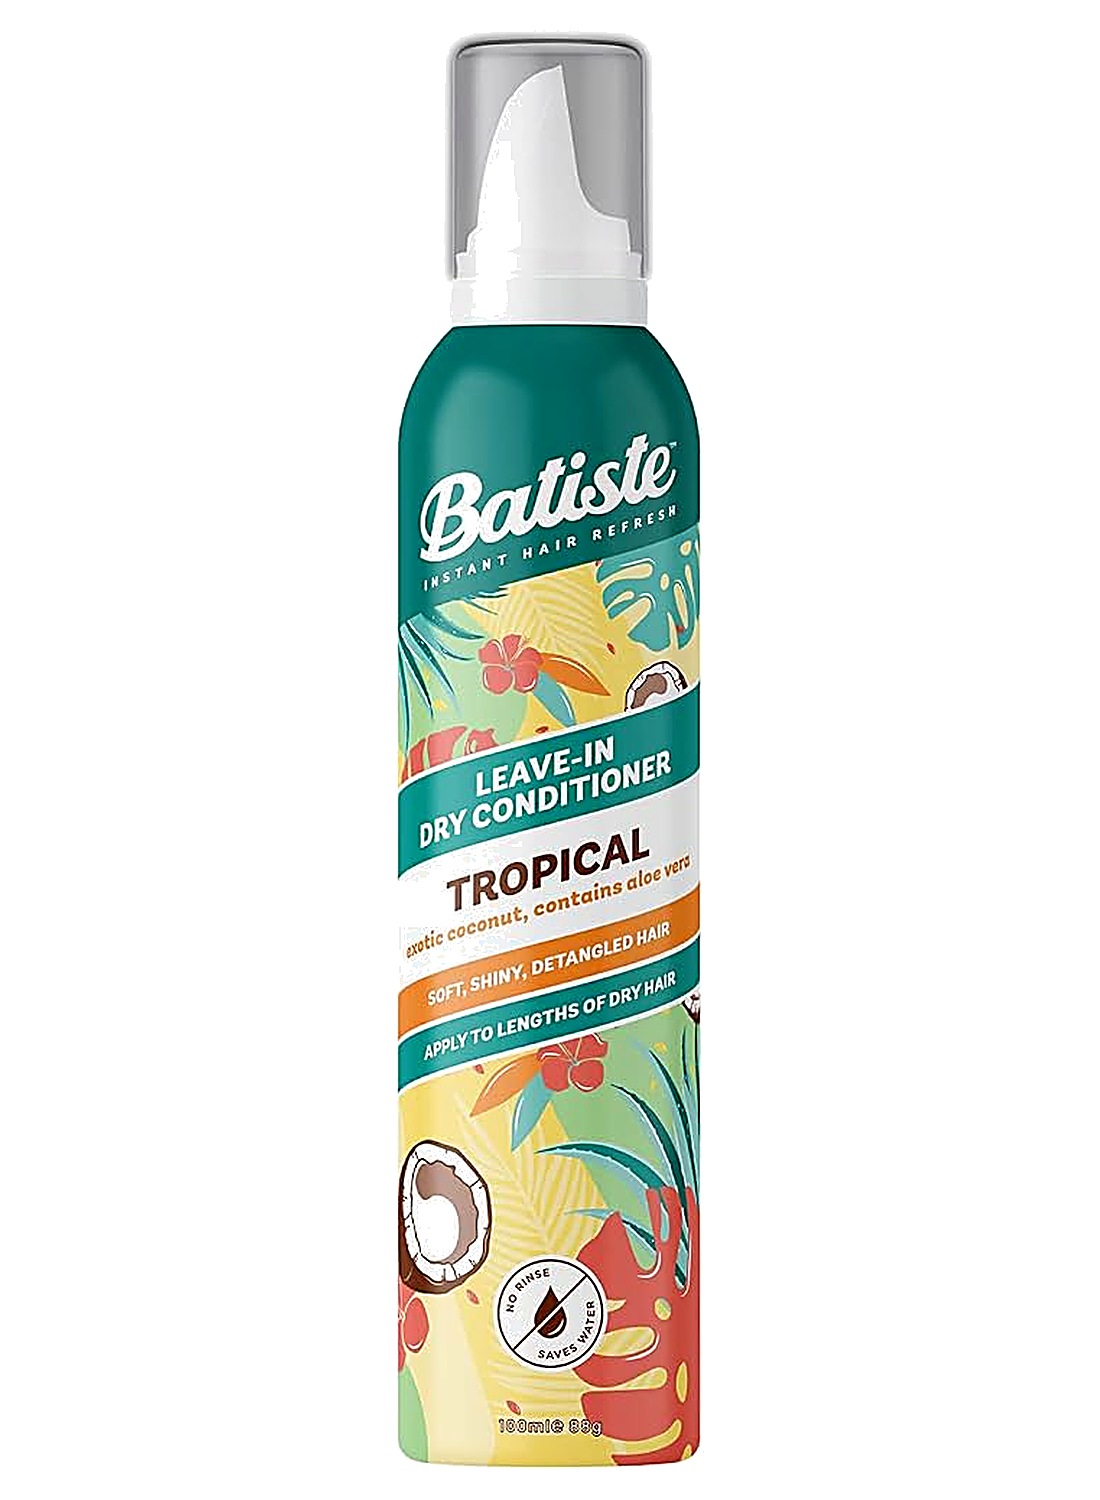 Batiste™
INSTANT HAIR REFRESH
LEAVE-IN
DRY CONDITIONER
TROPICAL
exotic coconut, contains aloe vera
SOFT, SHINY, DETANGLED HAIR
APPLY TO LENGTHS OF DRY HAIR
NO RINSE
SAVES WATER
100ml℮ 88g